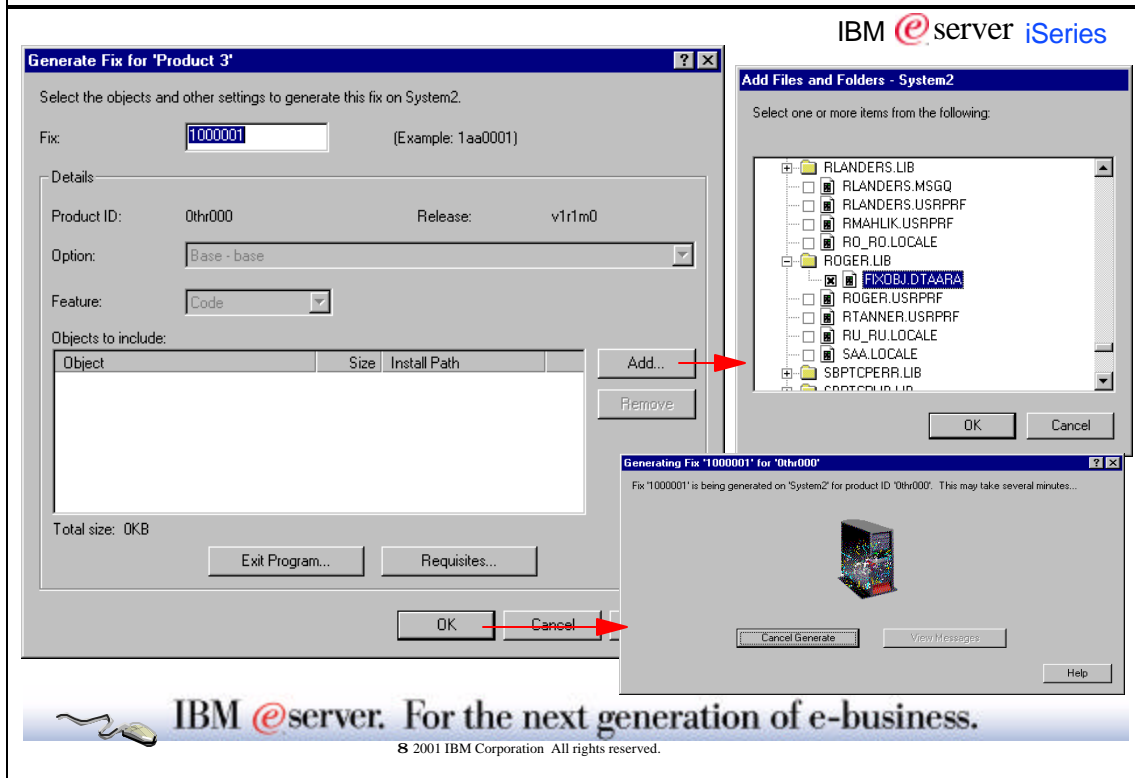 IBM @server iSeries
Generate Fix for 'Product 3'
Select the objects and other settings to generate this fix on System2.
Fix: 1000001 (Example: 1aa0001)
Details
Product ID: 0thr000 Release: v1r1m0
Option: Base - base
Feature: Code
Objects to include:
Object Size Install Path
Add...
Remove
Total size: 0KB
Exit Program... Requisites...
OK Cancel
Add Files and Folders - System2
Select one or more items from the following:
RLANDERS.LIB
RLANDERS.MSGQ
RLANDERS.USRPRF
RMAHLIK.USRPRF
RO_RO.LOCALE
ROGER.LIB
FIXOBJ.DTAARA
ROGER.USRPRF
RTANNER.USRPRF
RU_RU.LOCALE
SAA.LOCALE
SBPTCPERR.LIB
OK Cancel
Generating Fix '1000001' for '0thr000'
Fix '1000001' is being generated on 'System2' for product ID '0thr000'. This may take several minutes...
Cancel Generate View Messages
Help
IBM @server. For the next generation of e-business.
8 2001 IBM Corporation All rights reserved.